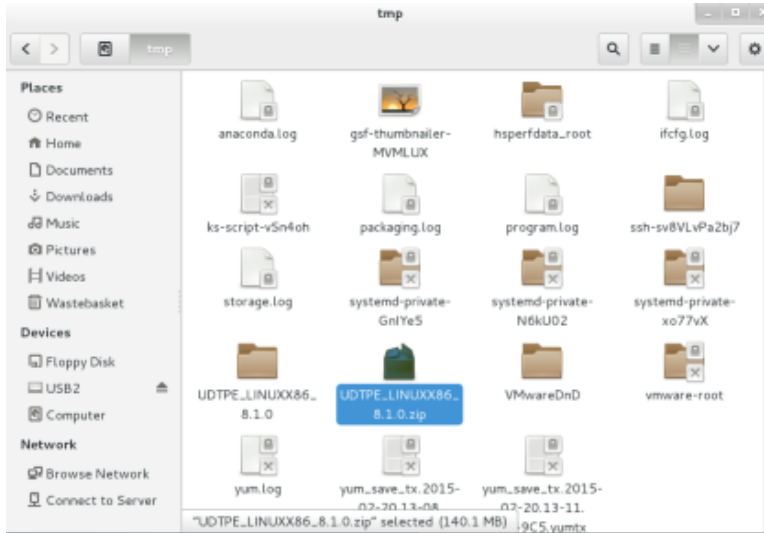 tmp
tmp
Places
Recent
Home
Documents
Downloads
Music
Pictures
Videos
Wastebasket
Devices
Floppy Disk
USB2
Computer
Network
Browse Network
Connect to Server
anaconda.log
gsf-thumbnailer-
MVMLUX
hsperfdata_root
ifcfg.log
ks-script-vSn4oh
packaging.log
program.log
ssh-sv8VLvPa2bj7
storage.log
systemd-private-
GnIYe5
systemd-private-
N6kU02
systemd-private-
xo77vX
UDTPE_LINUXX86_
8.1.0
UDTPE_LINUXX86_
8.1.0.zip
VMwareDnD
vmware-root
yum.log
yum_save_tx.2015-
02-20.13-08
yum_save_tx.2015-
02-20.13-11.
-9C5.yumtx
"UDTPE_LINUXX86_8.1.0.zip" selected (140.1 MB)